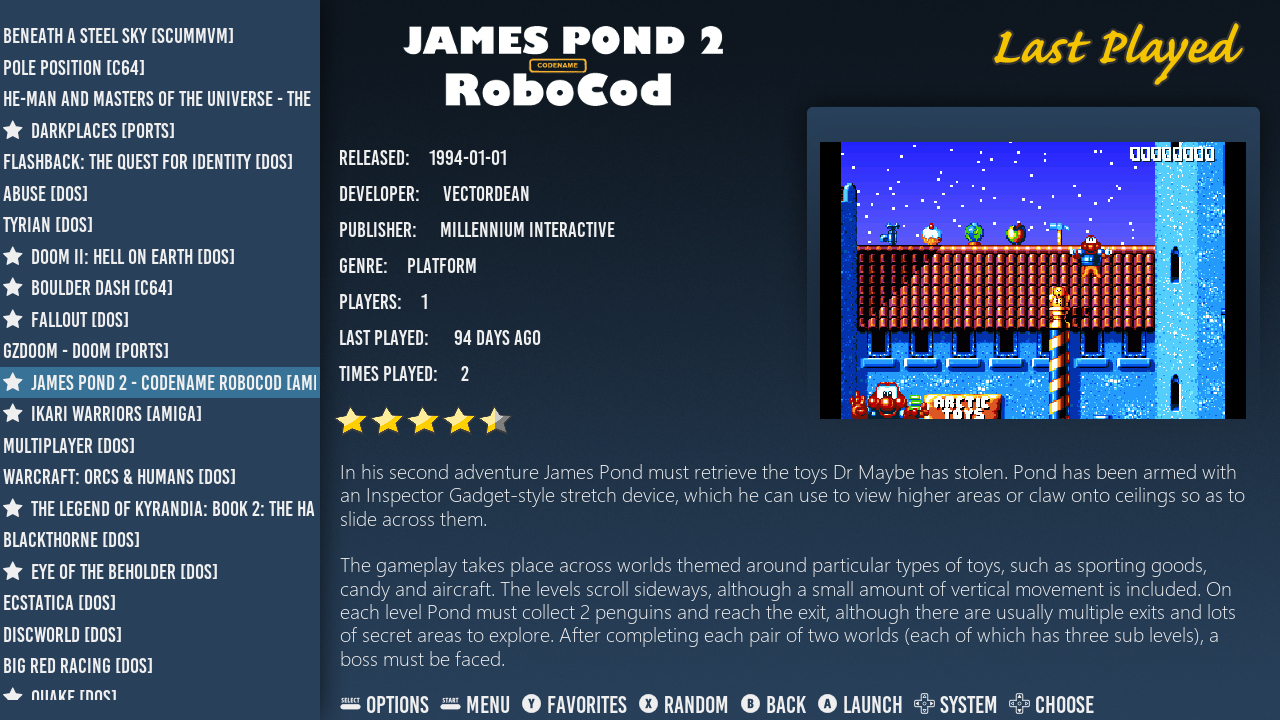 BENEATH A STEEL SKY [SCUMMVM]
POLE POSITION [C64]
HE-MAN AND MASTERS OF THE UNIVERSE - THE
DARKPLACES [PORTS]
FLASHBACK: THE QUEST FOR IDENTITY [DOS]
ABUSE [DOS]
TYRIAN [DOS]
DOOM II: HELL ON EARTH [DOS]
BOULDER DASH [C64]
FALLOUT [DOS]
GZDOOM - DOOM [PORTS]
JAMES POND 2 - CODENAME ROBOCOD [AMI
IKARI WARRIORS [AMIGA]
MULTIPLAYER [DOS]
WARCRAFT: ORCS & HUMANS [DOS]
THE LEGEND OF KYRANDIA: BOOK 2: THE HA
BLACKTHORNE [DOS]
EYE OF THE BEHOLDER [DOS]
ECSTATICA [DOS]
DISCWORLD [DOS]
BIG RED RACING [DOS]
QUAKE [DOS]
JAMES POND 2
CODENAME
RoboCod
Last Played
RELEASED: 1994-01-01
DEVELOPER: VECTORDEAN
PUBLISHER: MILLENNIUM INTERACTIVE
GENRE: PLATFORM
PLAYERS: 1
LAST PLAYED: 94 DAYS AGO
TIMES PLAYED: 2
ARCTIC
TOYS
In his second adventure James Pond must retrieve the toys Dr Maybe has stolen. Pond has been armed with
an Inspector Gadget-style stretch device, which he can use to view higher areas or claw onto ceilings so as to
slide across them.
The gameplay takes place across worlds themed around particular types of toys, such as sporting goods,
candy and aircraft. The levels scroll sideways, although a small amount of vertical movement is included. On
each level Pond must collect 2 penguins and reach the exit, although there are usually multiple exits and lots
of secret areas to explore. After completing each pair of two worlds (each of which has three sub levels), a
boss must be faced.
SELECT OPTIONS START MENU Y FAVORITES X RANDOM B BACK A LAUNCH SYSTEM CHOOSE